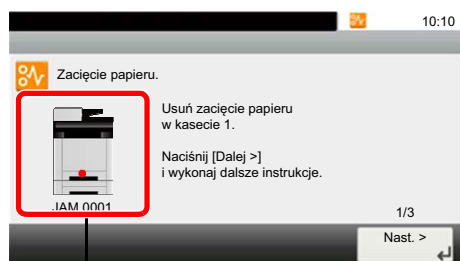 10:10
Zacięcie papieru.
Usuń zacięcie papieru
w kasecie 1.
Naciśnij [Dalej >]
i wykonaj dalsze instrukcje.
JAM 0001
1/3
Nast. >